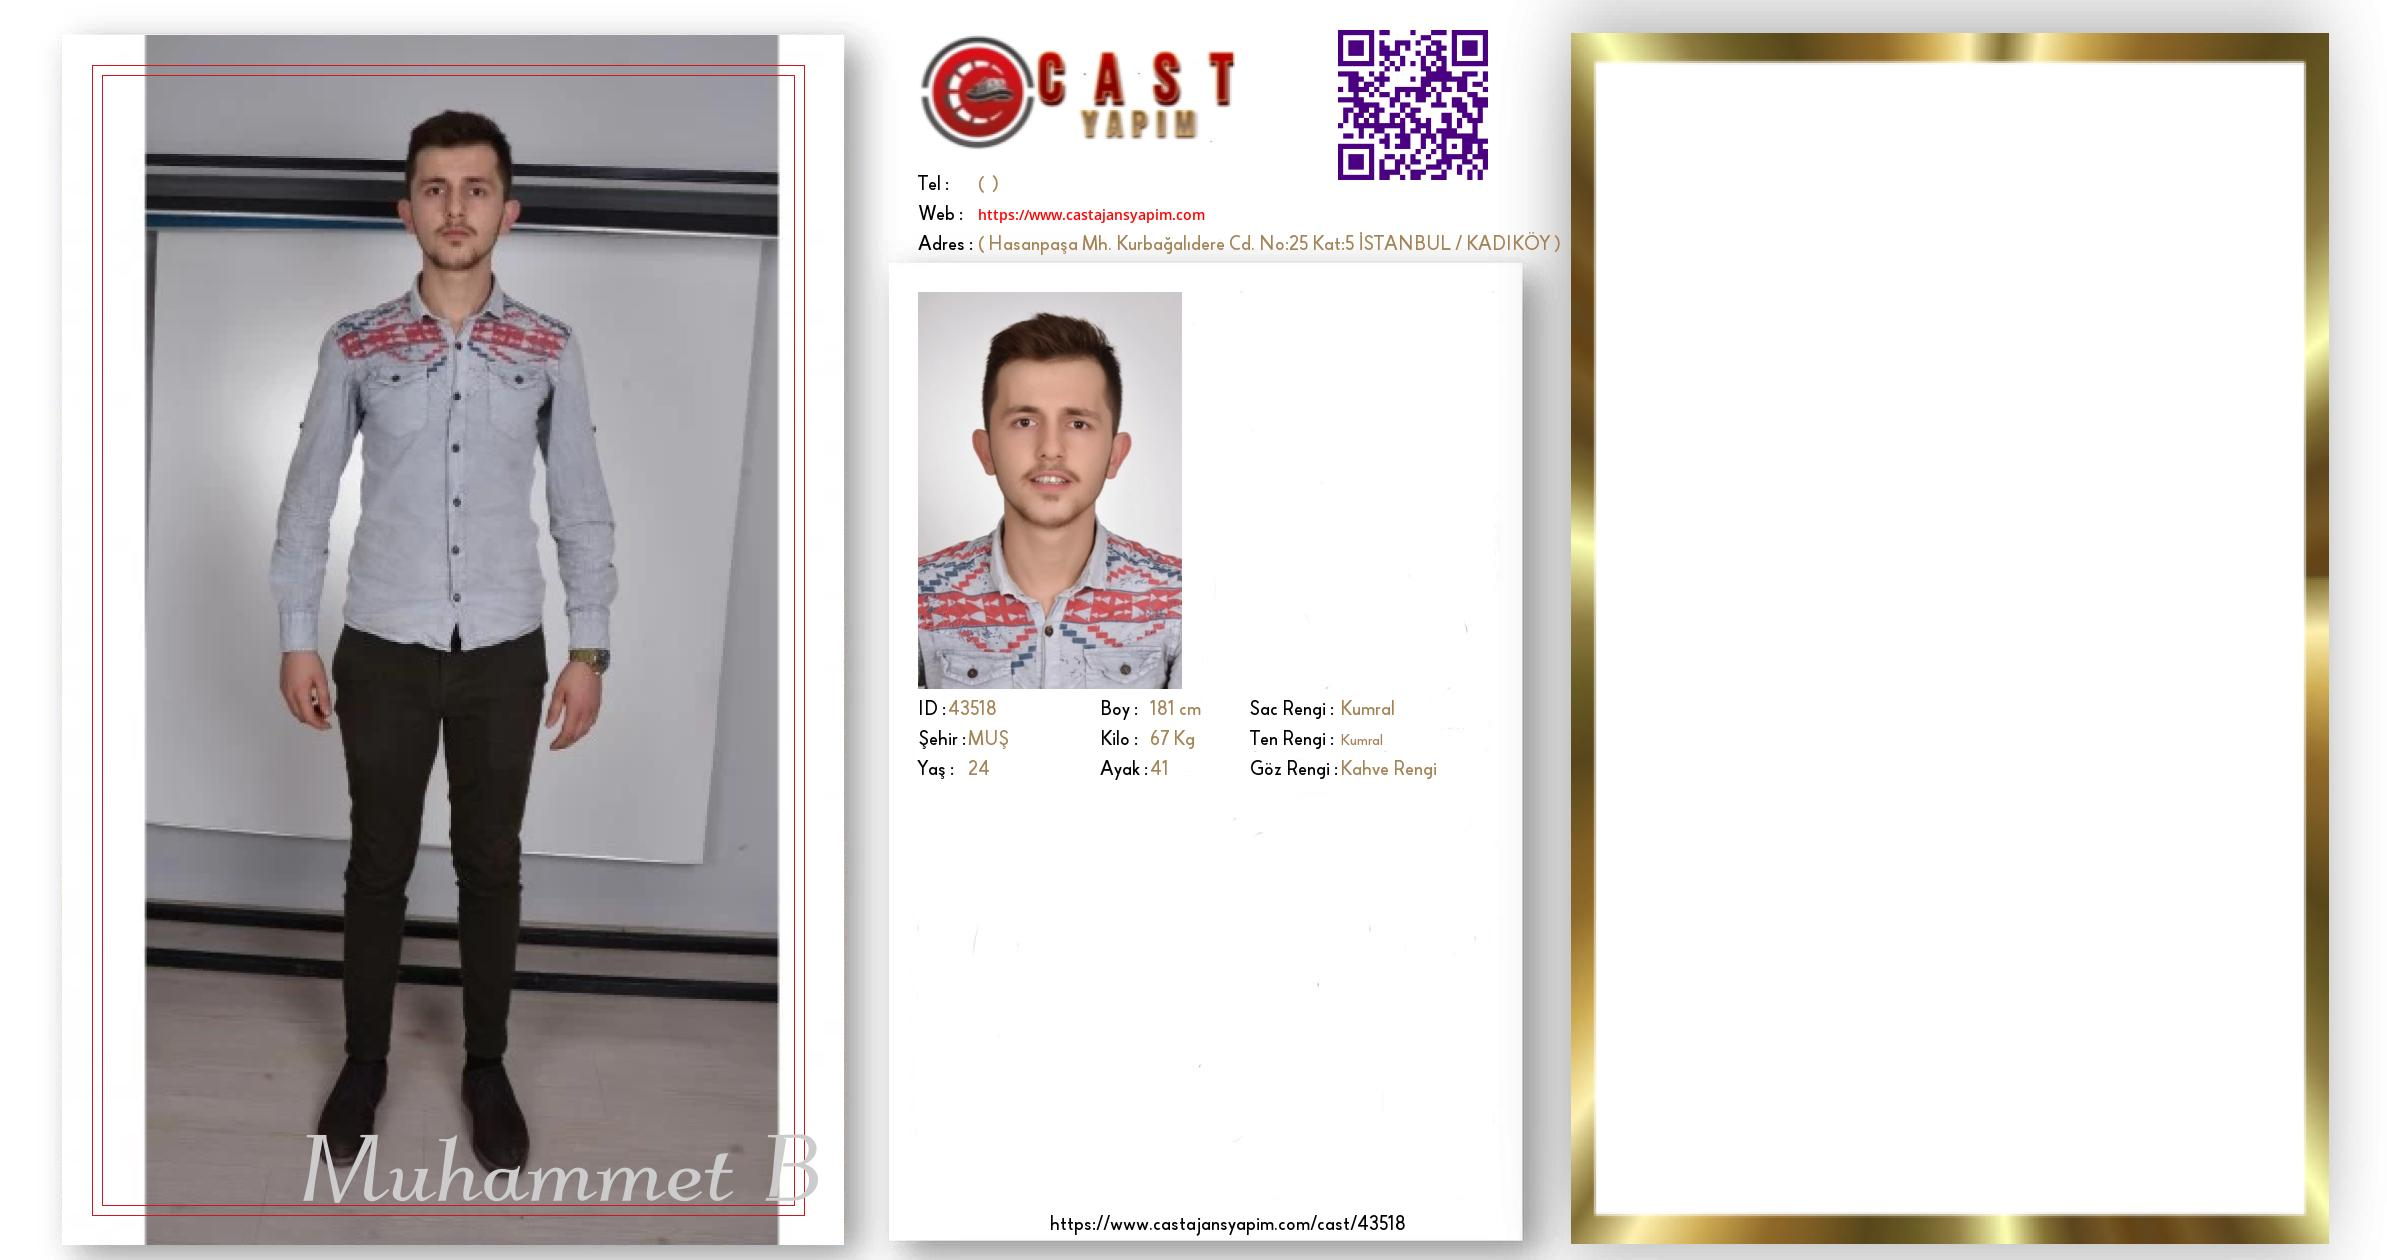 Muhammet B
CAST
YAPIM
Tel : ( )
Web : https://www.castajansyapim.com
Adres : ( Hasanpaşa Mh. Kurbağalıdere Cd. No:25 Kat:5 İSTANBUL / KADIKÖY )
ID : 43518 Boy : 181 cm Sac Rengi : Kumral
Şehir : MUŞ Kilo : 67 Kg Ten Rengi : Kumral
Yaş : 24 Ayak : 41 Göz Rengi : Kahve Rengi
https://www.castajansyapim.com/cast/43518